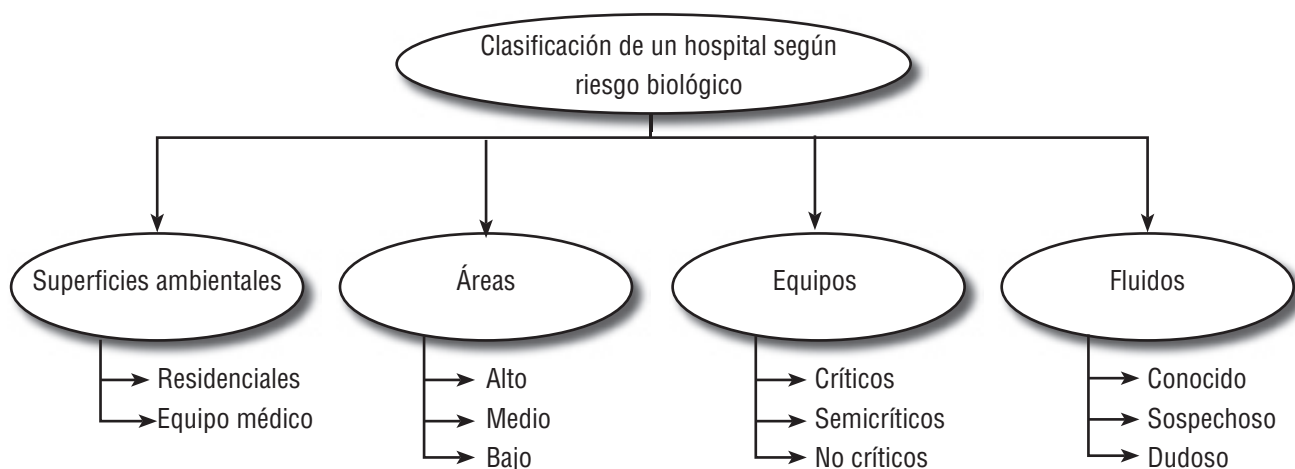 Clasificación de un hospital según
riesgo biológico
Superficies ambientales
Áreas
Equipos
Fluidos
Residenciales
Equipo médico
Alto
Medio
Bajo
Críticos
Semicríticos
No críticos
Conocido
Sospechoso
Dudoso